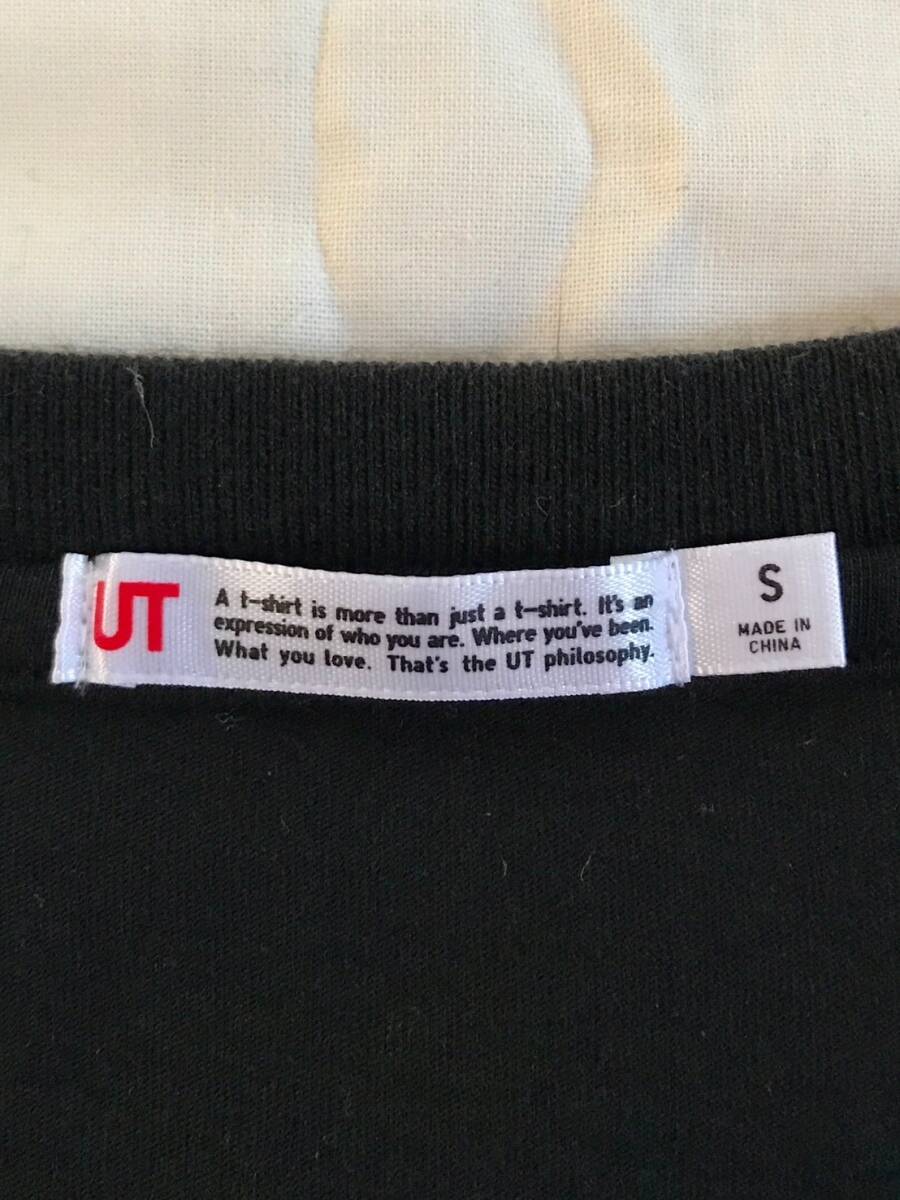 UT
A t-shirt is more than just a t-shirt. It's an
expression of who you are. Where you've been.
What you love. That's the UT philosophy.
S
MADE IN
CHINA